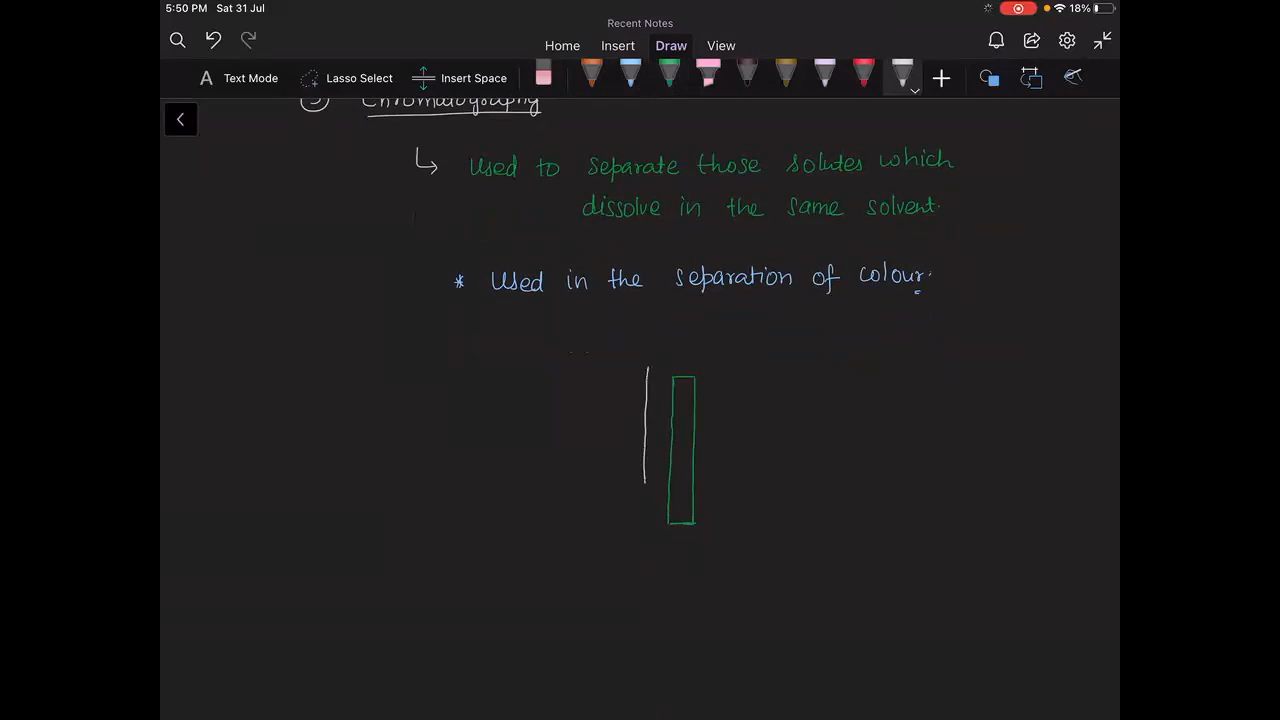 5:50 PM Sat 31 Jul
18%
Recent Notes
Home Insert Draw View
A Text Mode Lasso Select Insert Space
Chromatography
↳ Used to separate those solutes which
dissolve in the same solvent.
* Used in the separation of colour.